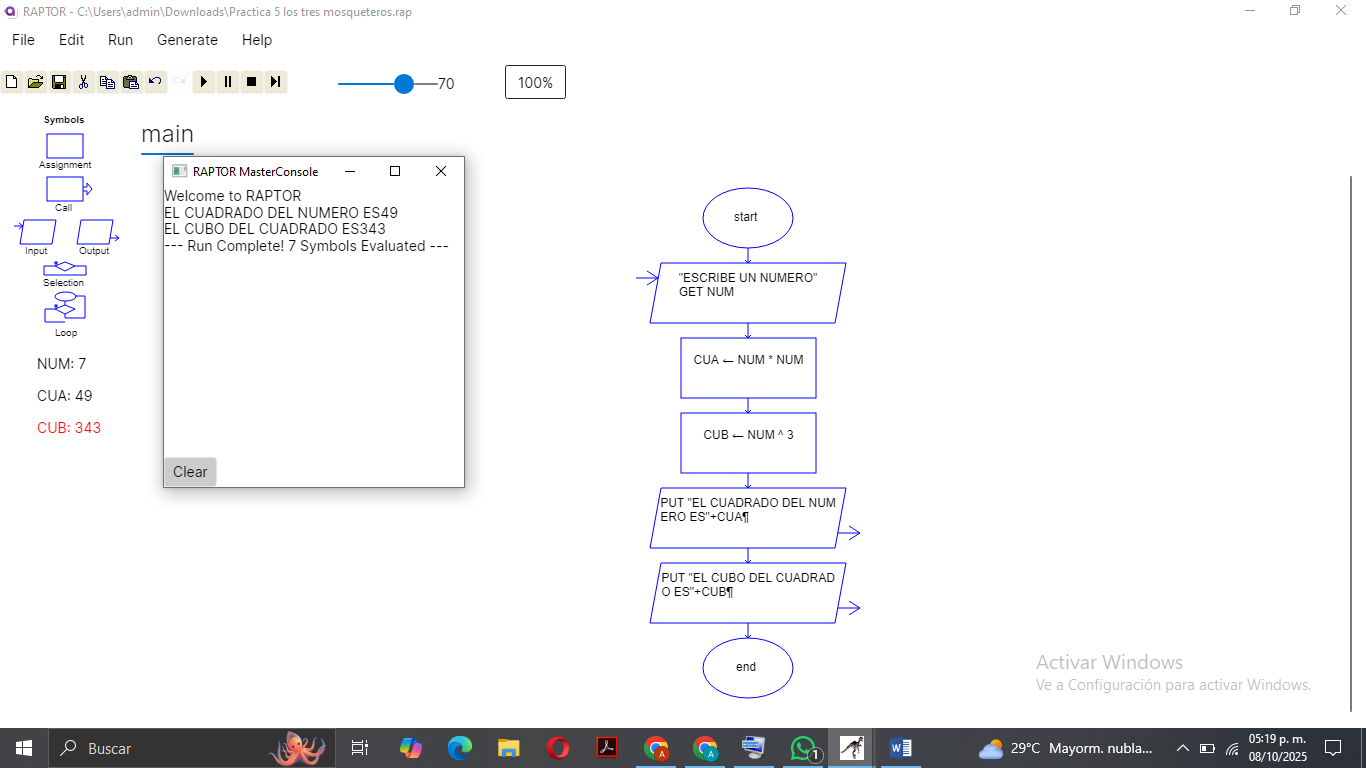 RAPTOR - C:\Users\admin\Downloads\Practica 5 los tres mosqueteros.rap
File Edit Run Generate Help
70
100%
Symbols
Assignment
Call
Input Output
Selection
Loop
NUM: 7
CUA: 49
CUB: 343
main
RAPTOR MasterConsole
Welcome to RAPTOR
EL CUADRADO DEL NUMERO ES49
EL CUBO DEL CUADRADO ES343
--- Run Complete! 7 Symbols Evaluated ---
Clear
start
"ESCRIBE UN NUMERO"
GET NUM
CUA ← NUM * NUM
CUB ← NUM ^ 3
PUT "EL CUADRADO DEL NUM
ERO ES"+CUA¶
PUT "EL CUBO DEL CUADRAD
O ES"+CUB¶
end
Activar Windows
Ve a Configuración para activar Windows.
Buscar
1
29°C Mayorm. nubla...
05:19 p. m.
08/10/2025